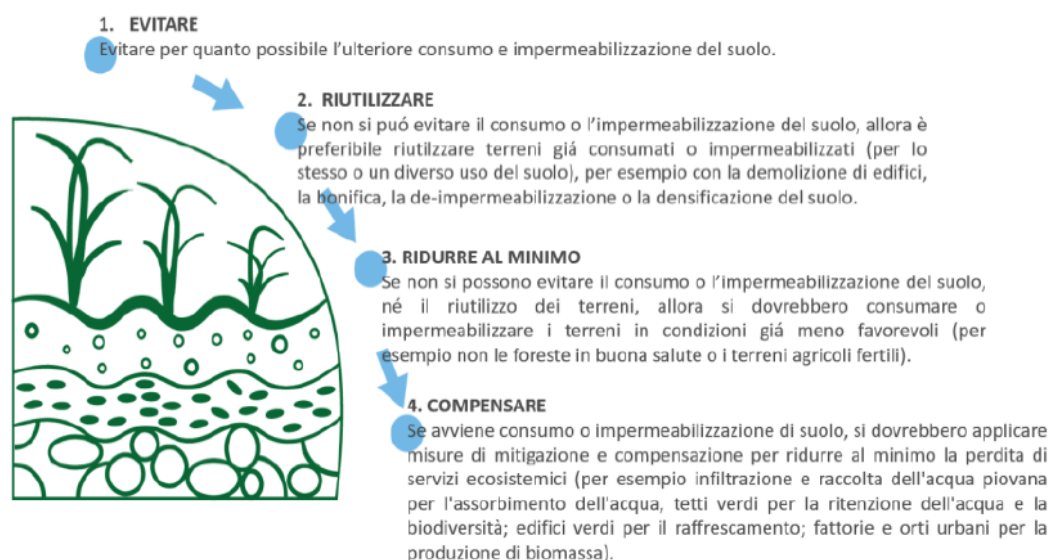 1. EVITARE
Evitare per quanto possibile l'ulteriore consumo e impermeabilizzazione del suolo.
2. RIUTILIZZARE
Se non si puó evitare il consumo o l'impermeabilizzazione del suolo, allora è
preferibile riutilzzare terreni giá consumati o impermeabilizzati (per lo
stesso o un diverso uso del suolo), per esempio con la demolizione di edifici,
la bonifica, la de-impermeabilizzazione o la densificazione del suolo.
3. RIDURRE AL MINIMO
Se non si possono evitare il consumo o l'impermeabilizzazione del suolo,
né il riutilizzo dei terreni, allora si dovrebbero consumare o
impermeabilizzare i terreni in condizioni giá meno favorevoli (per
esempio non le foreste in buona salute o i terreni agricoli fertili).
4. COMPENSARE
Se avviene consumo o impermeabilizzazione di suolo, si dovrebbero applicare
misure di mitigazione e compensazione per ridurre al minimo la perdita di
servizi ecosistemici (per esempio infiltrazione e raccolta dell'acqua piovana
per l'assorbimento dell'acqua, tetti verdi per la ritenzione dell'acqua e la
biodiversità; edifici verdi per il raffrescamento; fattorie e orti urbani per la
produzione di biomassa).